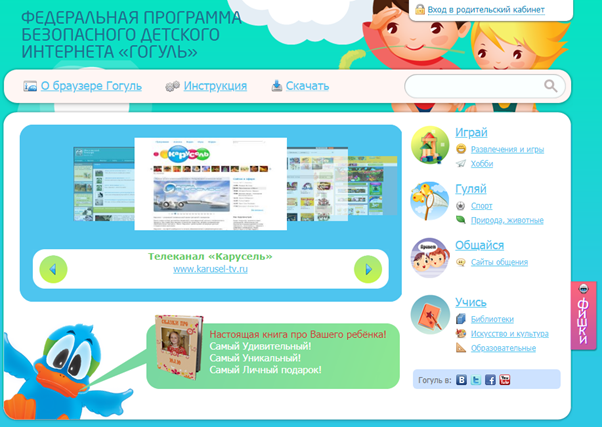 ФЕДЕРАЛЬНАЯ ПРОГРАММА
БЕЗОПАСНОГО ДЕТСКОГО
ИНТЕРНЕТА «ГОГУЛЬ»
Вход в родительский кабинет
О браузере Гогуль
Инструкция
Скачать
Карусель
Телеканал «Карусель»
www.karusel-tv.ru
Играй
Развлечения и игры
Хобби
Гуляй
Спорт
Природа, животные
Общайся
Сайты общения
Учись
Библиотеки
Искусство и культура
Образовательные
фишки
Настоящая книга про Вашего ребёнка!
Самый Удивительный!
Самый Уникальный!
Самый Личный подарок!
Гогуль в: